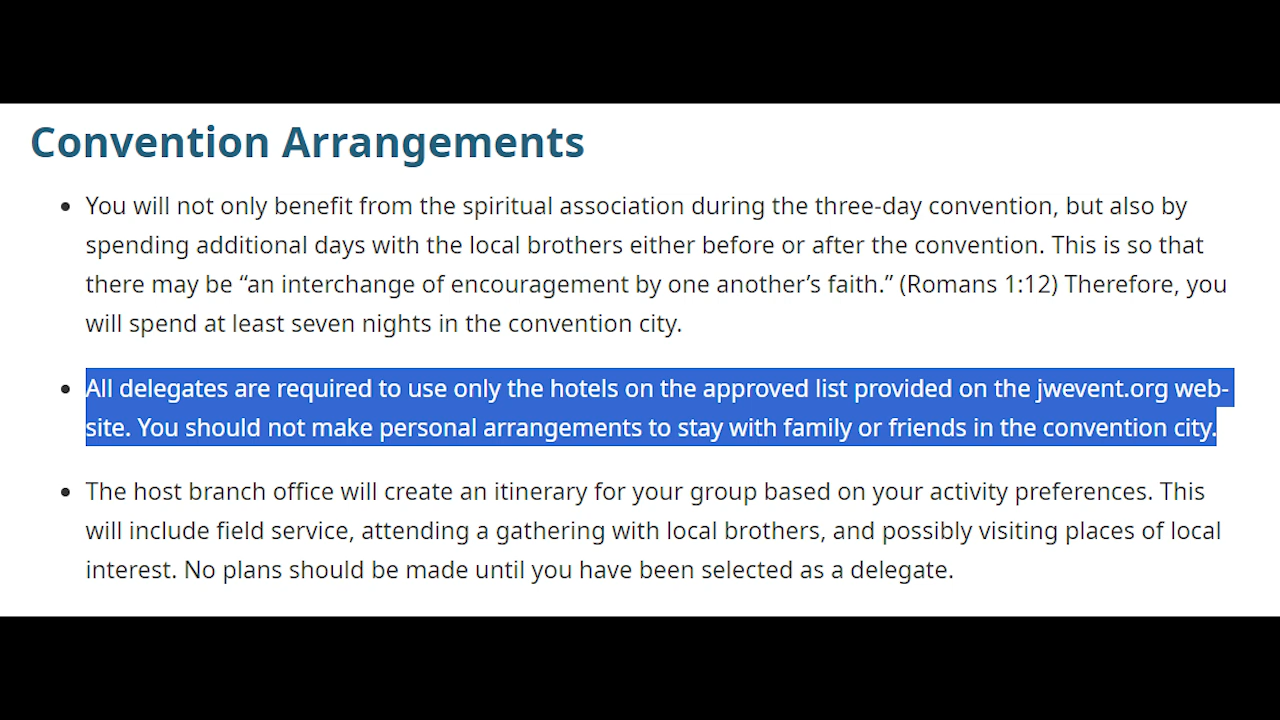 Convention Arrangements
• You will not only benefit from the spiritual association during the three-day convention, but also by
spending additional days with the local brothers either before or after the convention. This is so that
there may be “an interchange of encouragement by one another’s faith.” (Romans 1:12) Therefore, you
will spend at least seven nights in the convention city.
• All delegates are required to use only the hotels on the approved list provided on the jwevent.org web-
site. You should not make personal arrangements to stay with family or friends in the convention city.
• The host branch office will create an itinerary for your group based on your activity preferences. This
will include field service, attending a gathering with local brothers, and possibly visiting places of local
interest. No plans should be made until you have been selected as a delegate.